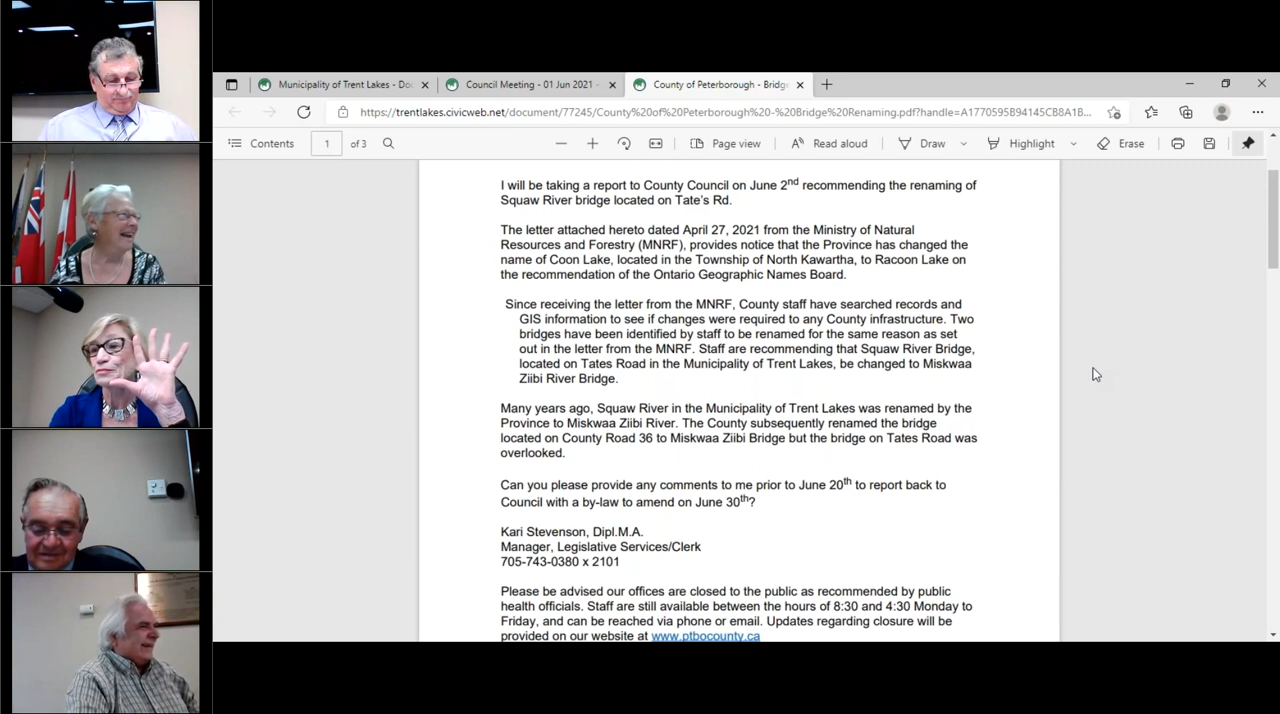 Municipality of Trent Lakes - Doc
Council Meeting - 01 Jun 2021 -
County of Peterborough - Bridge
https://trentlakes.civicweb.net/document/77245/County%20of%20Peterborough%20-%20Bridge%20Renaming.pdf?handle=A1770595B94145CB8A1B...
Contents 1 of 3 Page view Read aloud Draw Highlight Erase
I will be taking a report to County Council on June 2nd recommending the renaming of
Squaw River bridge located on Tate's Rd.
The letter attached hereto dated April 27, 2021 from the Ministry of Natural
Resources and Forestry (MNRF), provides notice that the Province has changed the
name of Coon Lake, located in the Township of North Kawartha, to Racoon Lake on
the recommendation of the Ontario Geographic Names Board.
Since receiving the letter from the MNRF, County staff have searched records and
GIS information to see if changes were required to any County infrastructure. Two
bridges have been identified by staff to be renamed for the same reason as set
out in the letter from the MNRF. Staff are recommending that Squaw River Bridge,
located on Tates Road in the Municipality of Trent Lakes, be changed to Miskwaa
Ziibi River Bridge.
Many years ago, Squaw River in the Municipality of Trent Lakes was renamed by the
Province to Miskwaa Ziibi River. The County subsequently renamed the bridge
located on County Road 36 to Miskwaa Ziibi Bridge but the bridge on Tates Road was
overlooked.
Can you please provide any comments to me prior to June 20th to report back to
Council with a by-law to amend on June 30th?
Kari Stevenson, Dipl.M.A.
Manager, Legislative Services/Clerk
705-743-0380 x 2101
Please be advised our offices are closed to the public as recommended by public
health officials. Staff are still available between the hours of 8:30 and 4:30 Monday to
Friday, and can be reached via phone or email. Updates regarding closure will be
provided on our website at www.ptbocounty.ca